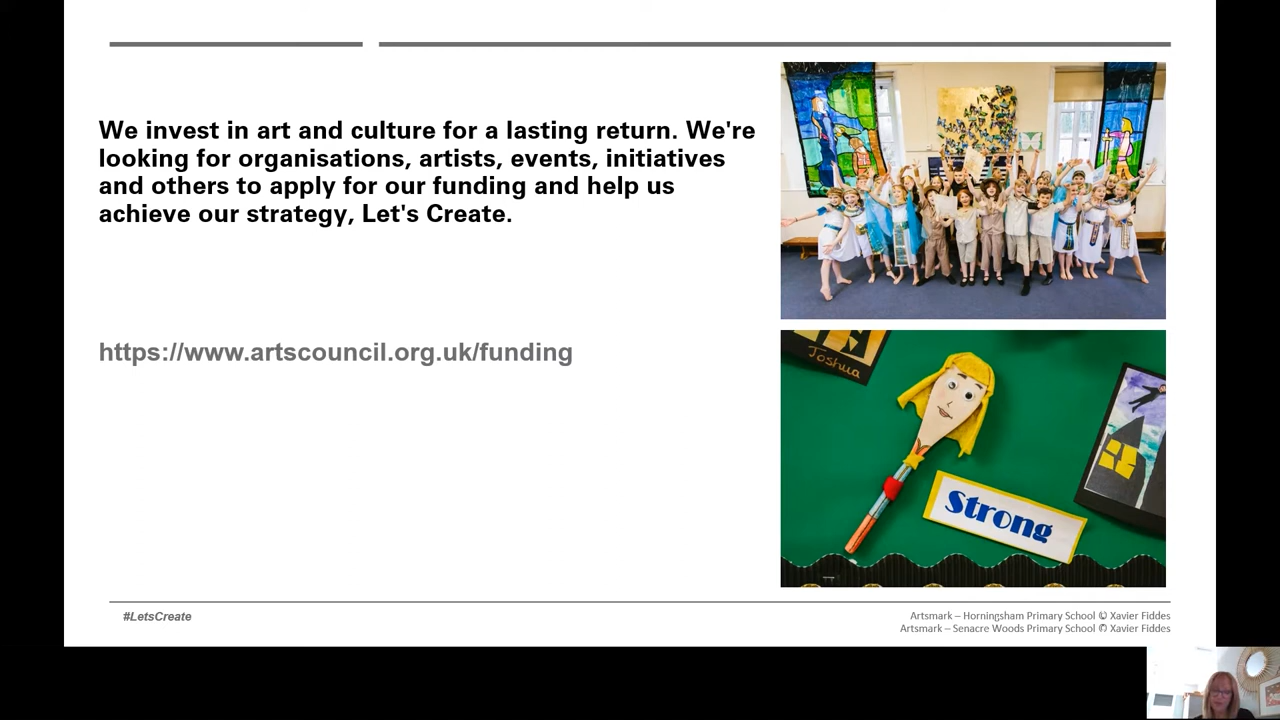 We invest in art and culture for a lasting return. We're
looking for organisations, artists, events, initiatives
and others to apply for our funding and help us
achieve our strategy, Let's Create.
https://www.artscouncil.org.uk/funding
Joshua
Strong
#LetsCreate
Artsmark – Horningsham Primary School © Xavier Fiddes
Artsmark – Senacre Woods Primary School © Xavier Fiddes